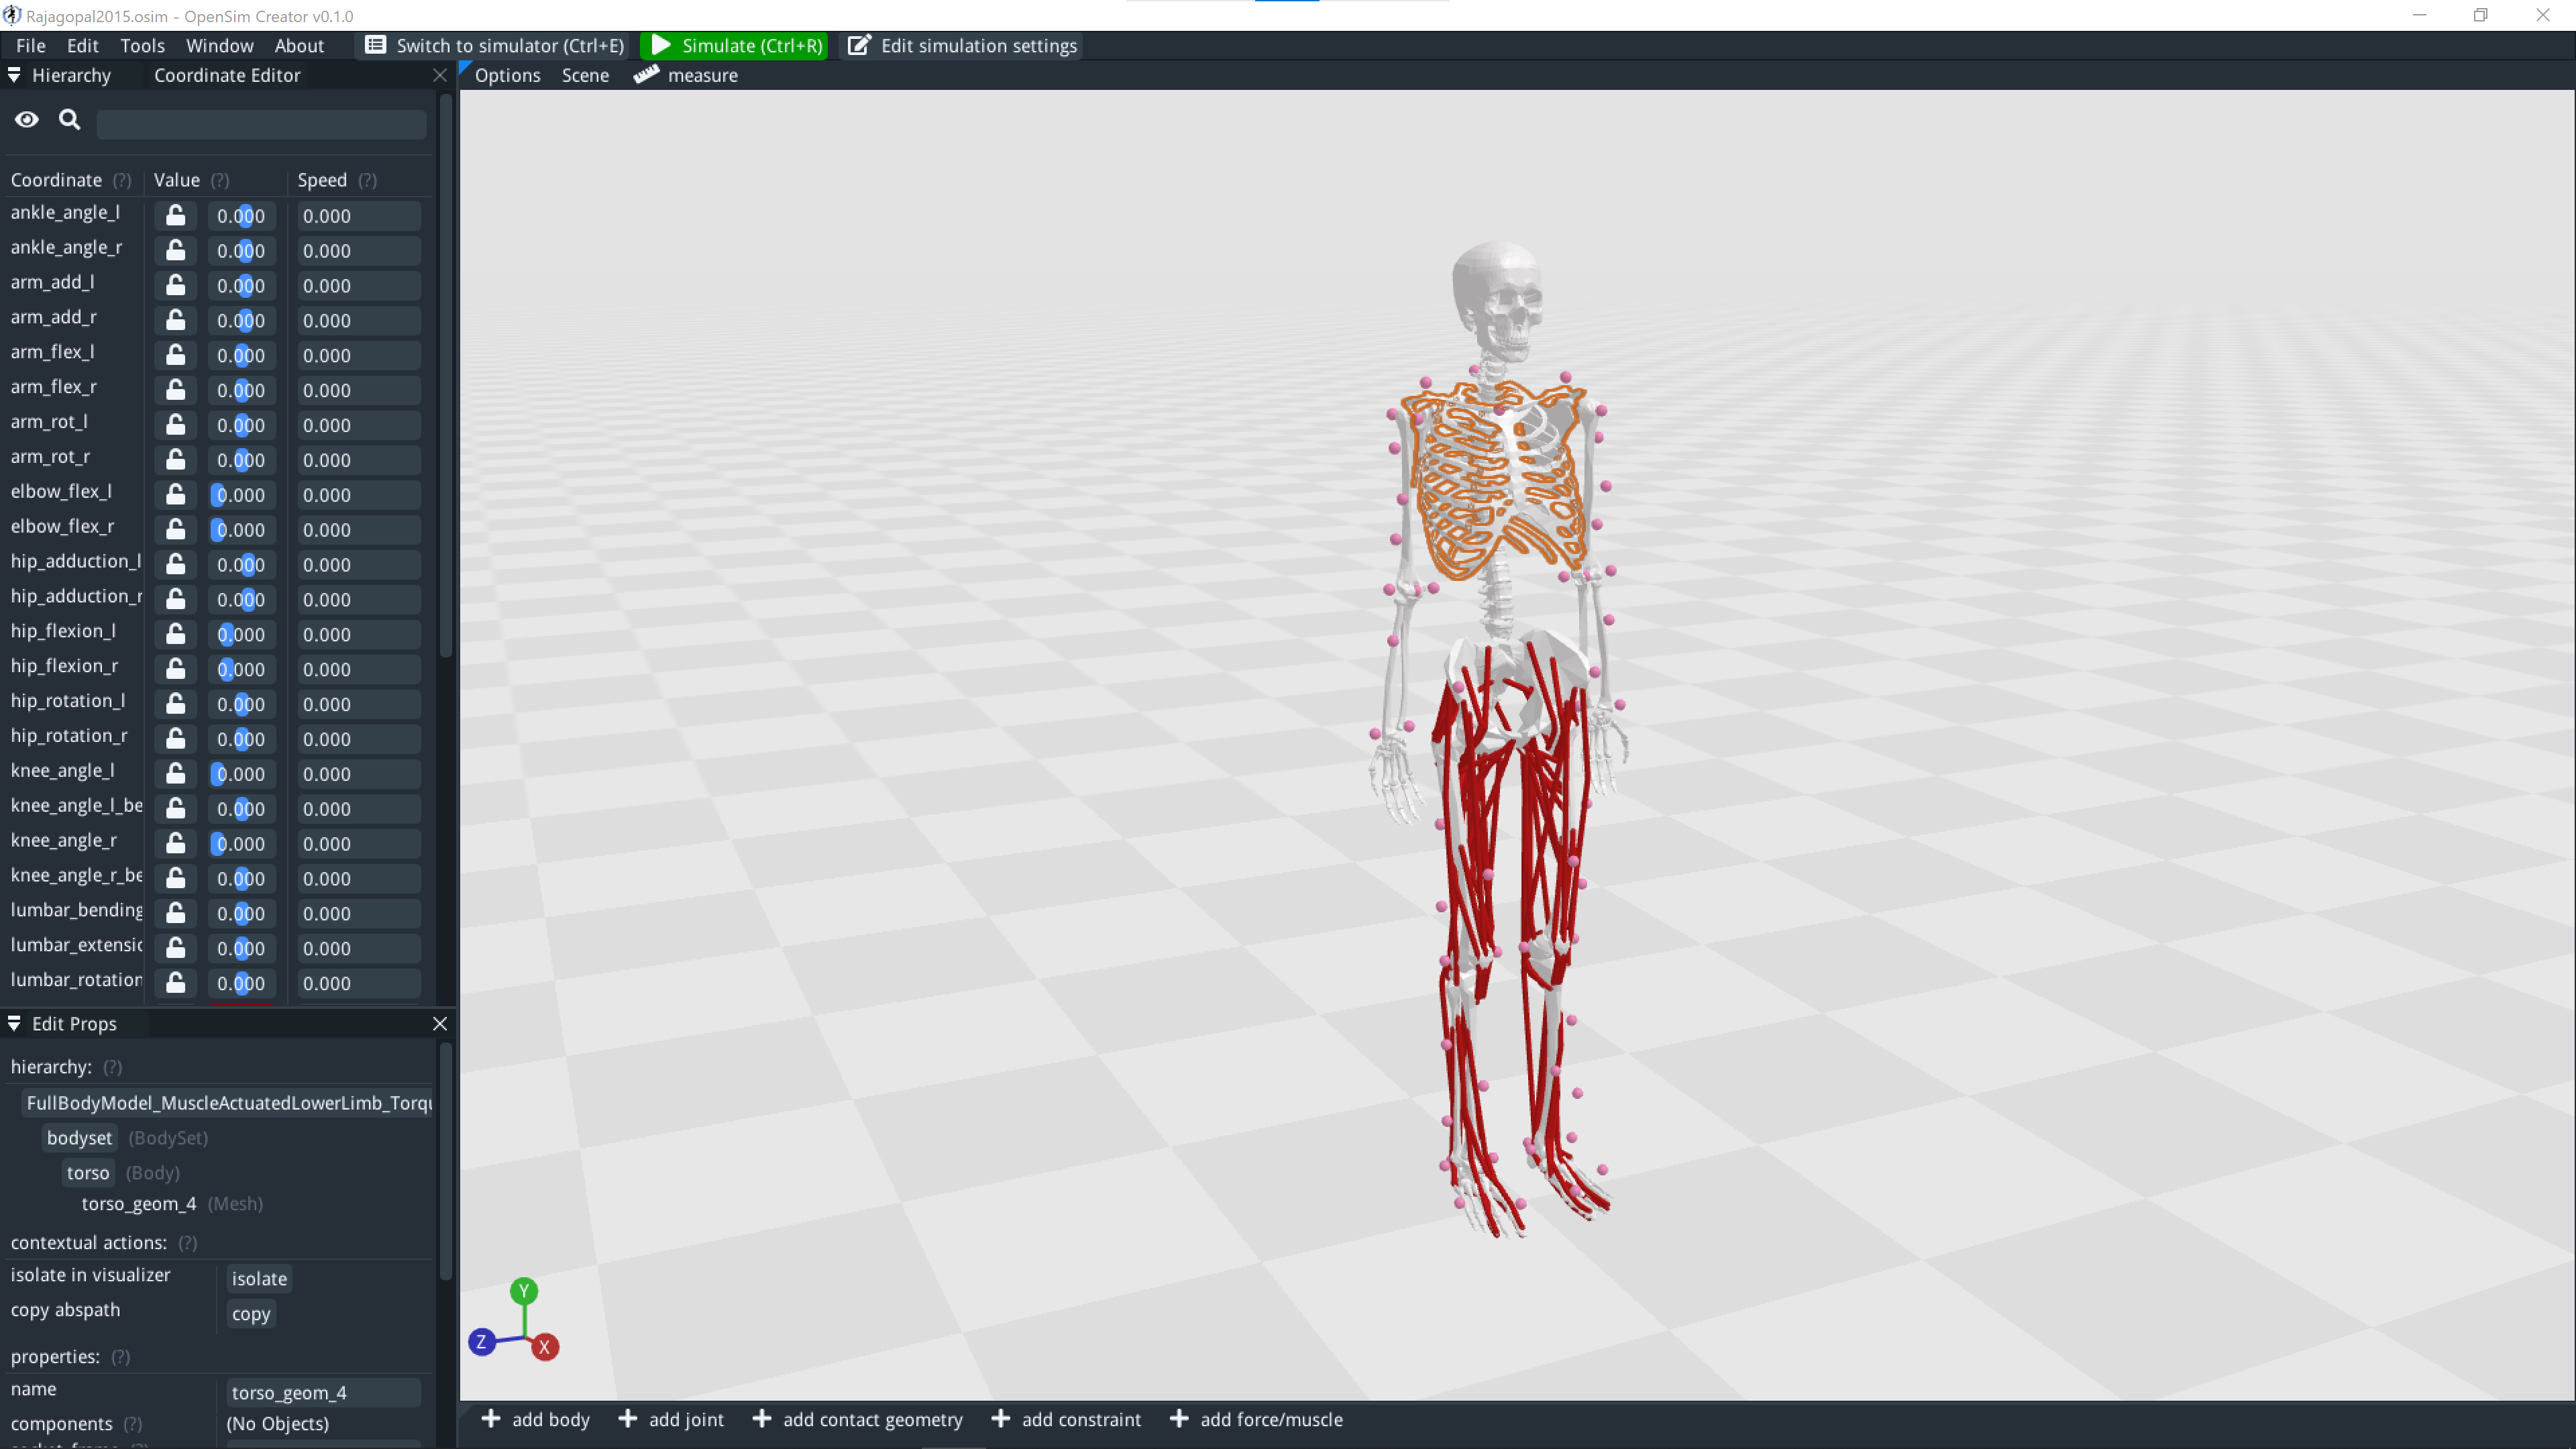 Rajagopal2015.osim - OpenSim Creator v0.1.0
File Edit Tools Window About Switch to simulator (Ctrl+E) Simulate (Ctrl+R) Edit simulation settings
Hierarchy Coordinate Editor
Options Scene measure
Coordinate (?) Value (?) Speed (?)
ankle_angle_l 0.000 0.000
ankle_angle_r 0.000 0.000
arm_add_l 0.000 0.000
arm_add_r 0.000 0.000
arm_flex_l 0.000 0.000
arm_flex_r 0.000 0.000
arm_rot_l 0.000 0.000
arm_rot_r 0.000 0.000
elbow_flex_l 0.000 0.000
elbow_flex_r 0.000 0.000
hip_adduction_l 0.000 0.000
hip_adduction_r 0.000 0.000
hip_flexion_l 0.000 0.000
hip_flexion_r 0.000 0.000
hip_rotation_l 0.000 0.000
hip_rotation_r 0.000 0.000
knee_angle_l 0.000 0.000
knee_angle_l_be 0.000 0.000
knee_angle_r 0.000 0.000
knee_angle_r_be 0.000 0.000
lumbar_bending 0.000 0.000
lumbar_extensic 0.000 0.000
lumbar_rotation 0.000 0.000
Edit Props
hierarchy: (?)
FullBodyModel_MuscleActuatedLowerLimb_Torqu
bodyset (BodySet)
torso (Body)
torso_geom_4 (Mesh)
contextual actions: (?)
isolate in visualizer isolate
copy abspath copy
properties: (?)
name torso_geom_4
components (?) (No Objects)
Y
Z
X
add body add joint add contact geometry add constraint add force/muscle